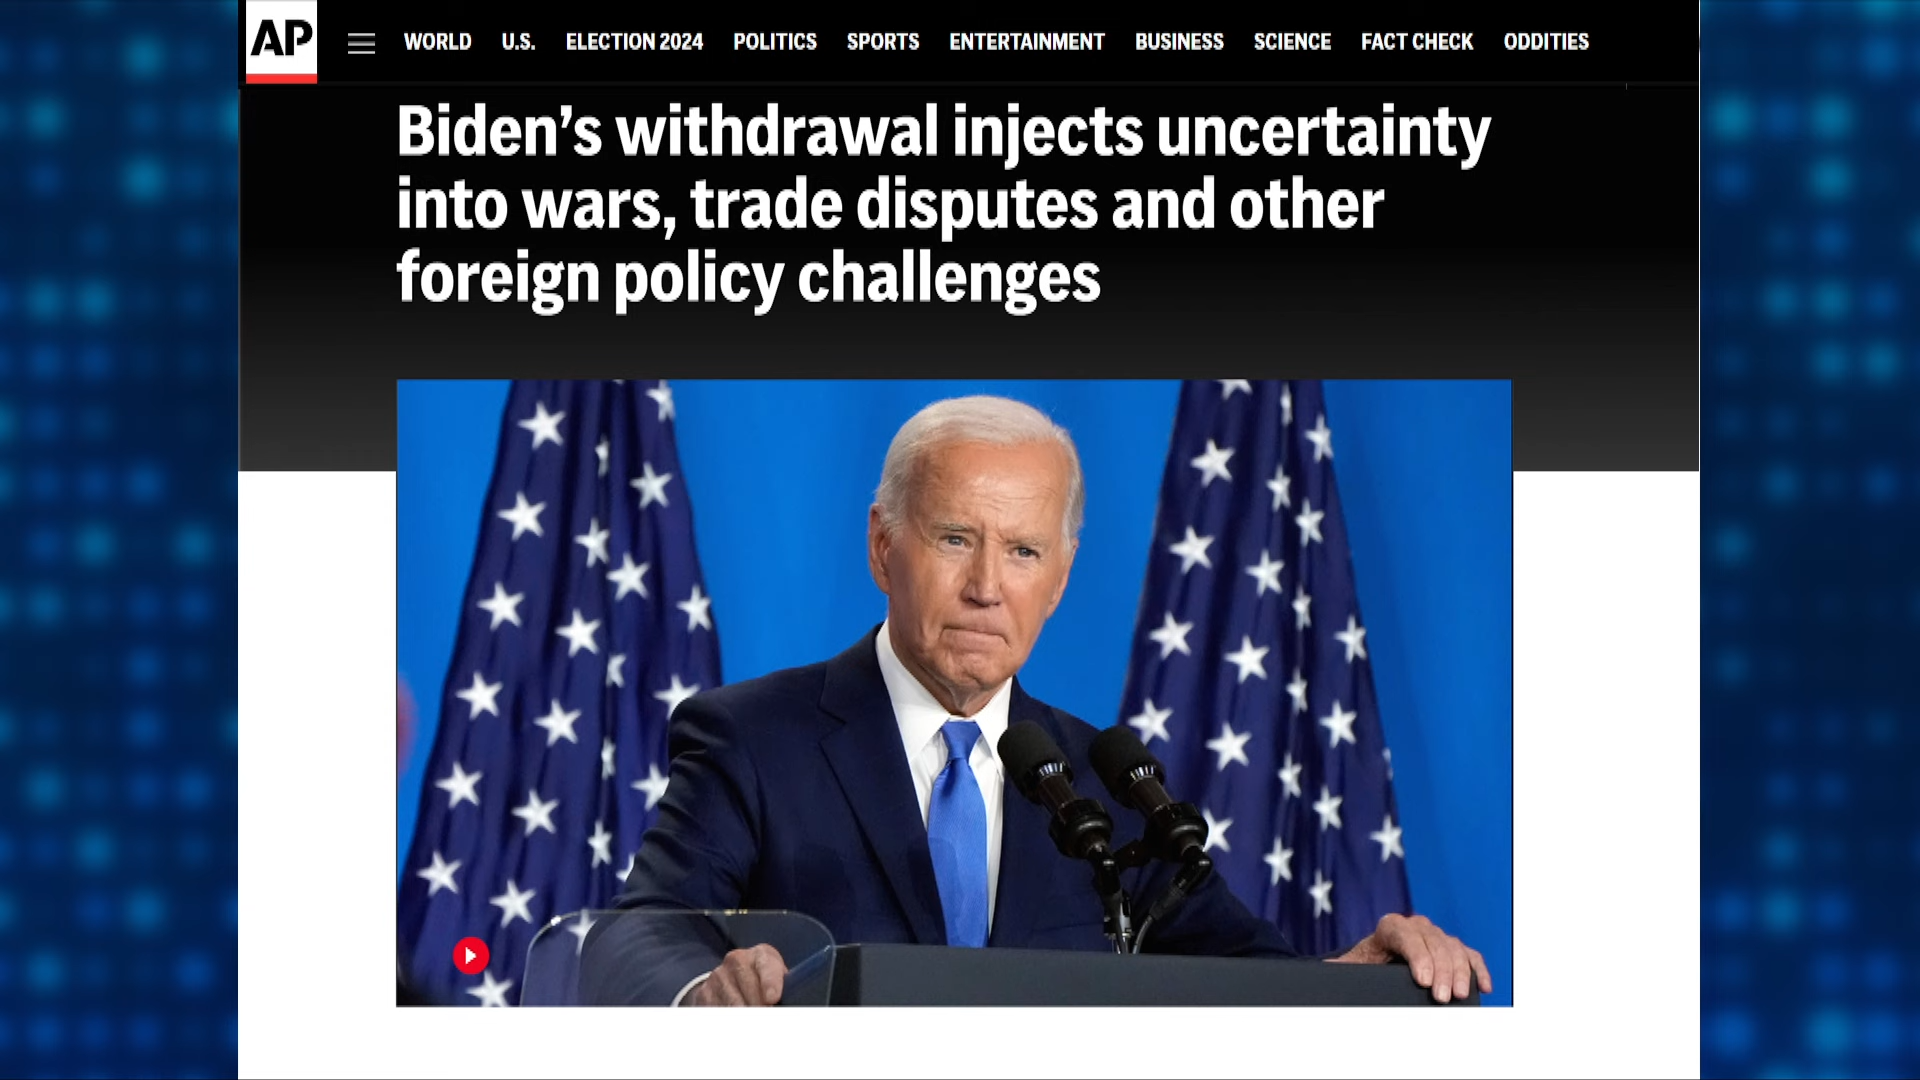 AP
WORLD U.S. ELECTION 2024 POLITICS SPORTS ENTERTAINMENT BUSINESS SCIENCE FACT CHECK ODDITIES
Biden’s withdrawal injects uncertainty
into wars, trade disputes and other
foreign policy challenges